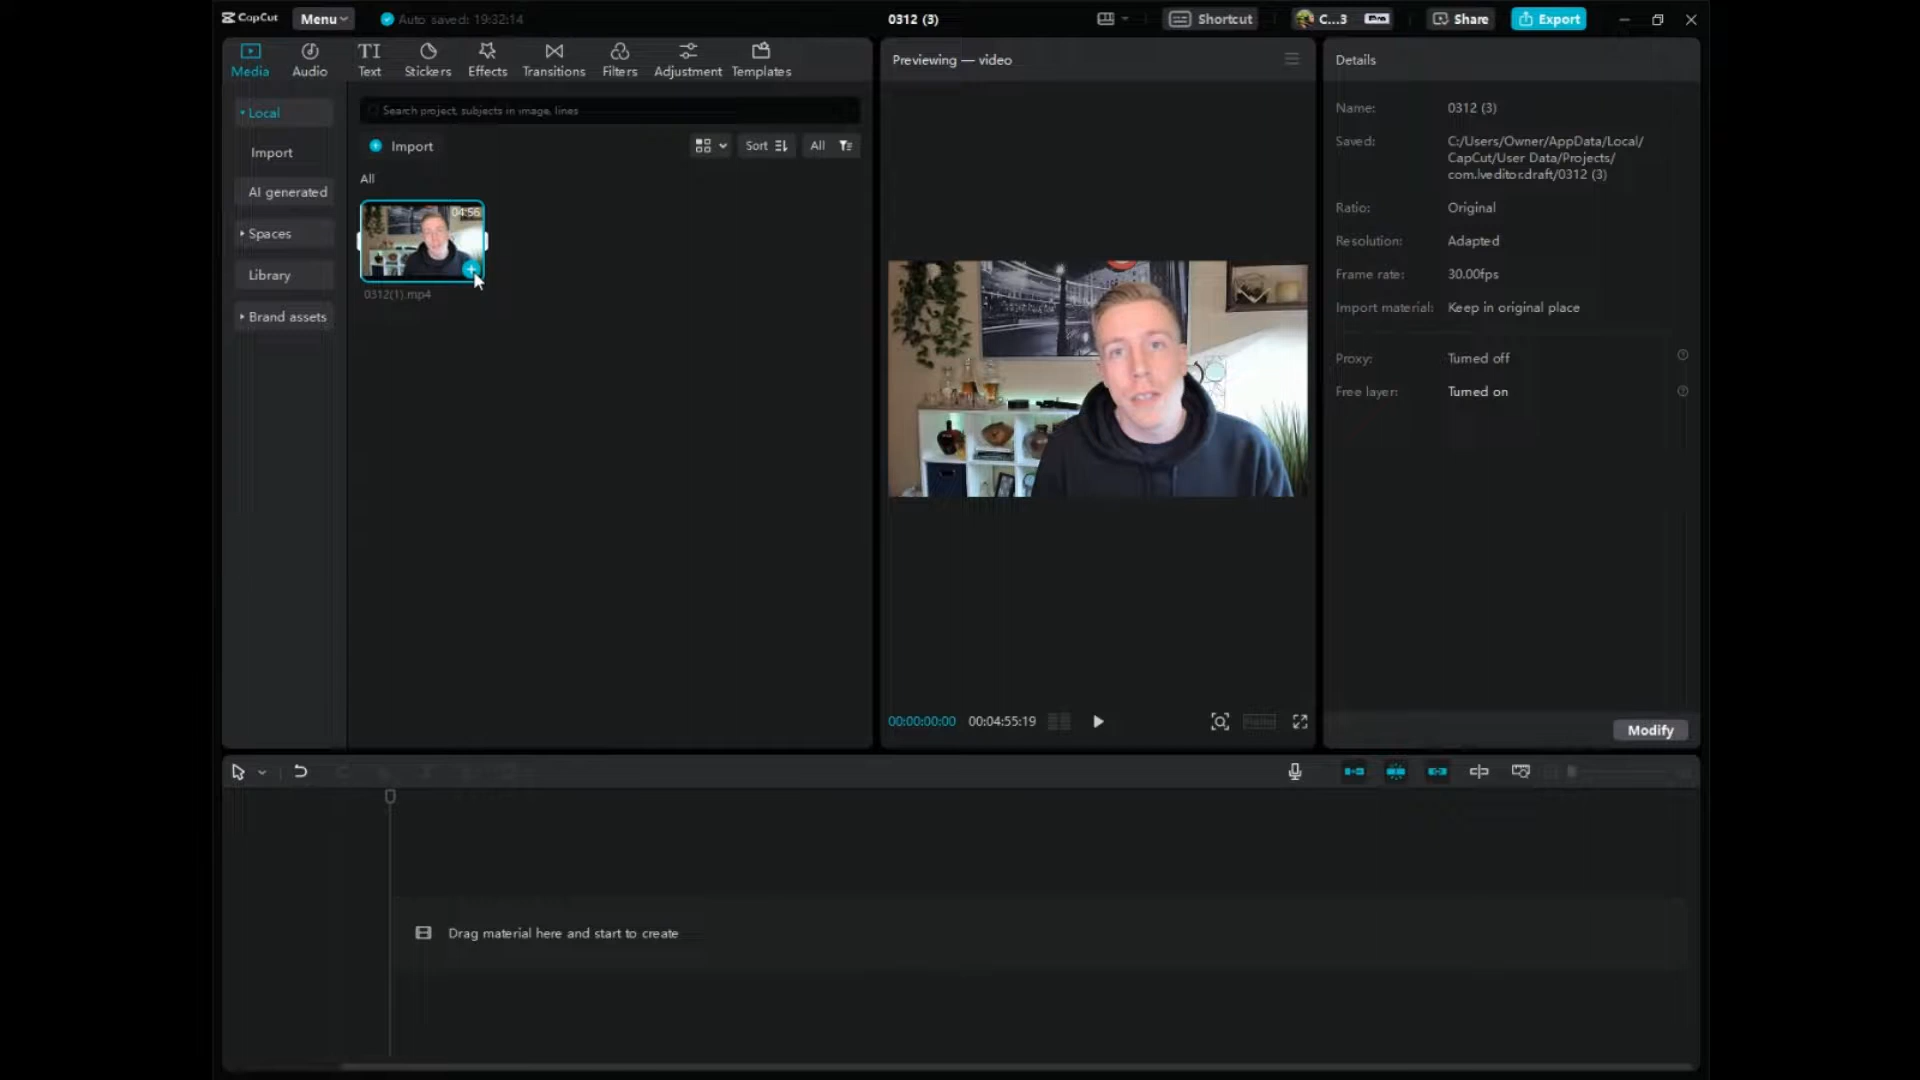 CapCut
Menu
Auto saved: 19:32:14
0312 (3)
Shortcut
C...3
Pro
Share
Export
Media
Audio
TI
Text
Stickers
Effects
Transitions
Filters
Adjustment
Templates
Previewing — video
Details
Local
Import
AI generated
Spaces
Library
Brand assets
Search project, subjects in image, lines
Import
Sort
All
All
04:56
0312(1).mp4
Name: 0312 (3)
Saved: C:/Users/Owner/AppData/Local/
CapCut/User Data/Projects/
com.lveditor.draft/0312 (3)
Ratio: Original
Resolution: Adapted
Frame rate: 30.00fps
Import material: Keep in original place
Proxy: Turned off
Free layer: Turned on
00:00:00:00 00:04:55:19
Modify
Drag material here and start to create